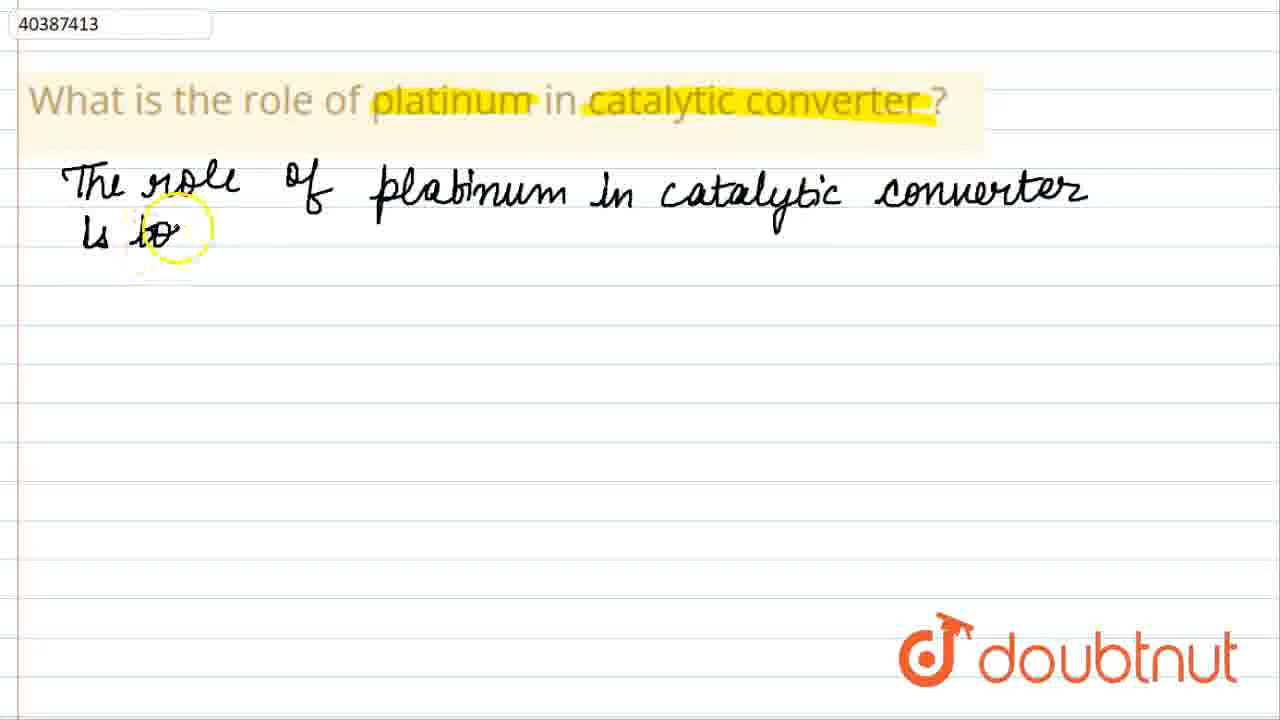 40387413
What is the role of platinum in catalytic converter ?
The role of platinum in catalytic converter
is to
doubtnut